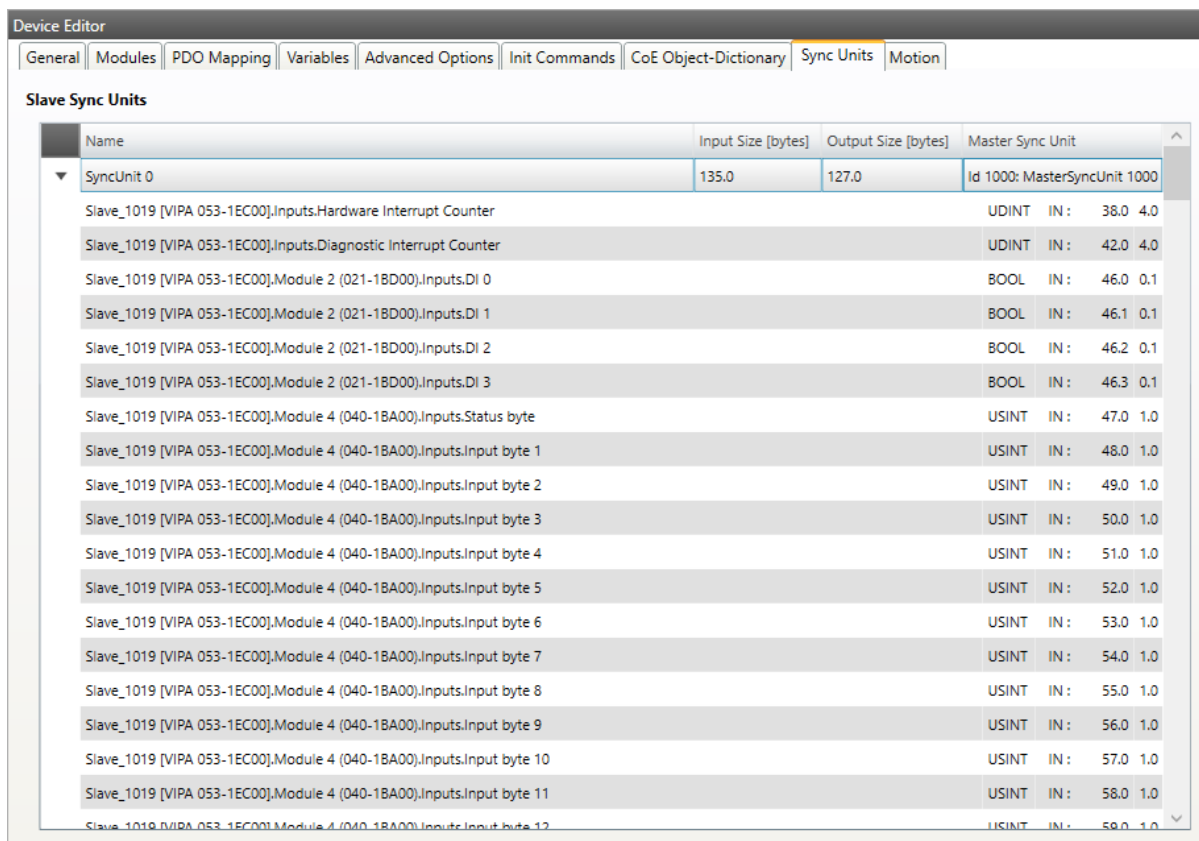 Device Editor
General Modules PDO Mapping Variables Advanced Options Init Commands CoE Object-Dictionary Sync Units Motion
Slave Sync Units
Name Input Size [bytes] Output Size [bytes] Master Sync Unit
SyncUnit 0 135.0 127.0 Id 1000: MasterSyncUnit 1000
Slave_1019 [VIPA 053-1EC00].Inputs.Hardware Interrupt Counter UDINT IN : 38.0 4.0
Slave_1019 [VIPA 053-1EC00].Inputs.Diagnostic Interrupt Counter UDINT IN : 42.0 4.0
Slave_1019 [VIPA 053-1EC00].Module 2 (021-1BD00).Inputs.DI 0 BOOL IN : 46.0 0.1
Slave_1019 [VIPA 053-1EC00].Module 2 (021-1BD00).Inputs.DI 1 BOOL IN : 46.1 0.1
Slave_1019 [VIPA 053-1EC00].Module 2 (021-1BD00).Inputs.DI 2 BOOL IN : 46.2 0.1
Slave_1019 [VIPA 053-1EC00].Module 2 (021-1BD00).Inputs.DI 3 BOOL IN : 46.3 0.1
Slave_1019 [VIPA 053-1EC00].Module 4 (040-1BA00).Inputs.Status byte USINT IN : 47.0 1.0
Slave_1019 [VIPA 053-1EC00].Module 4 (040-1BA00).Inputs.Input byte 1 USINT IN : 48.0 1.0
Slave_1019 [VIPA 053-1EC00].Module 4 (040-1BA00).Inputs.Input byte 2 USINT IN : 49.0 1.0
Slave_1019 [VIPA 053-1EC00].Module 4 (040-1BA00).Inputs.Input byte 3 USINT IN : 50.0 1.0
Slave_1019 [VIPA 053-1EC00].Module 4 (040-1BA00).Inputs.Input byte 4 USINT IN : 51.0 1.0
Slave_1019 [VIPA 053-1EC00].Module 4 (040-1BA00).Inputs.Input byte 5 USINT IN : 52.0 1.0
Slave_1019 [VIPA 053-1EC00].Module 4 (040-1BA00).Inputs.Input byte 6 USINT IN : 53.0 1.0
Slave_1019 [VIPA 053-1EC00].Module 4 (040-1BA00).Inputs.Input byte 7 USINT IN : 54.0 1.0
Slave_1019 [VIPA 053-1EC00].Module 4 (040-1BA00).Inputs.Input byte 8 USINT IN : 55.0 1.0
Slave_1019 [VIPA 053-1EC00].Module 4 (040-1BA00).Inputs.Input byte 9 USINT IN : 56.0 1.0
Slave_1019 [VIPA 053-1EC00].Module 4 (040-1BA00).Inputs.Input byte 10 USINT IN : 57.0 1.0
Slave_1019 [VIPA 053-1EC00].Module 4 (040-1BA00).Inputs.Input byte 11 USINT IN : 58.0 1.0
Slave_1019 [VIPA 053-1EC00].Module 4 (040-1BA00).Inputs.Input byte 12 USINT IN : 59.0 1.0